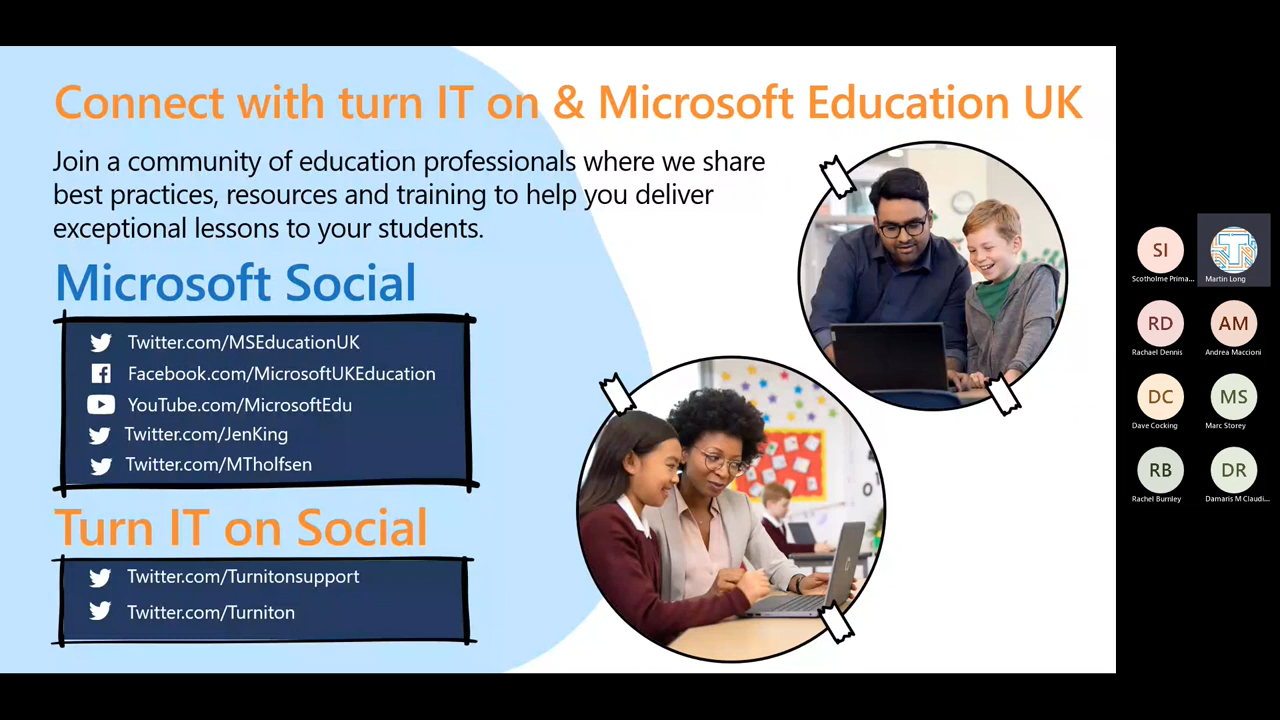 Connect with turn IT on & Microsoft Education UK
Join a community of education professionals where we share
best practices, resources and training to help you deliver
exceptional lessons to your students.
Microsoft Social
Twitter.com/MSEducationUK
Facebook.com/MicrosoftUKEducation
YouTube.com/MicrosoftEdu
Twitter.com/JenKing
Twitter.com/MTholfsen
Turn IT on Social
Twitter.com/Turnitonsupport
Twitter.com/Turniton
SI
Scotholme Prima...
T
Martin Long
RD
Rachael Dennis
AM
Andrea Maccioni
DC
Dave Cocking
MS
Marc Storey
RB
Rachel Burnley
DR
Damaris M Claudi...